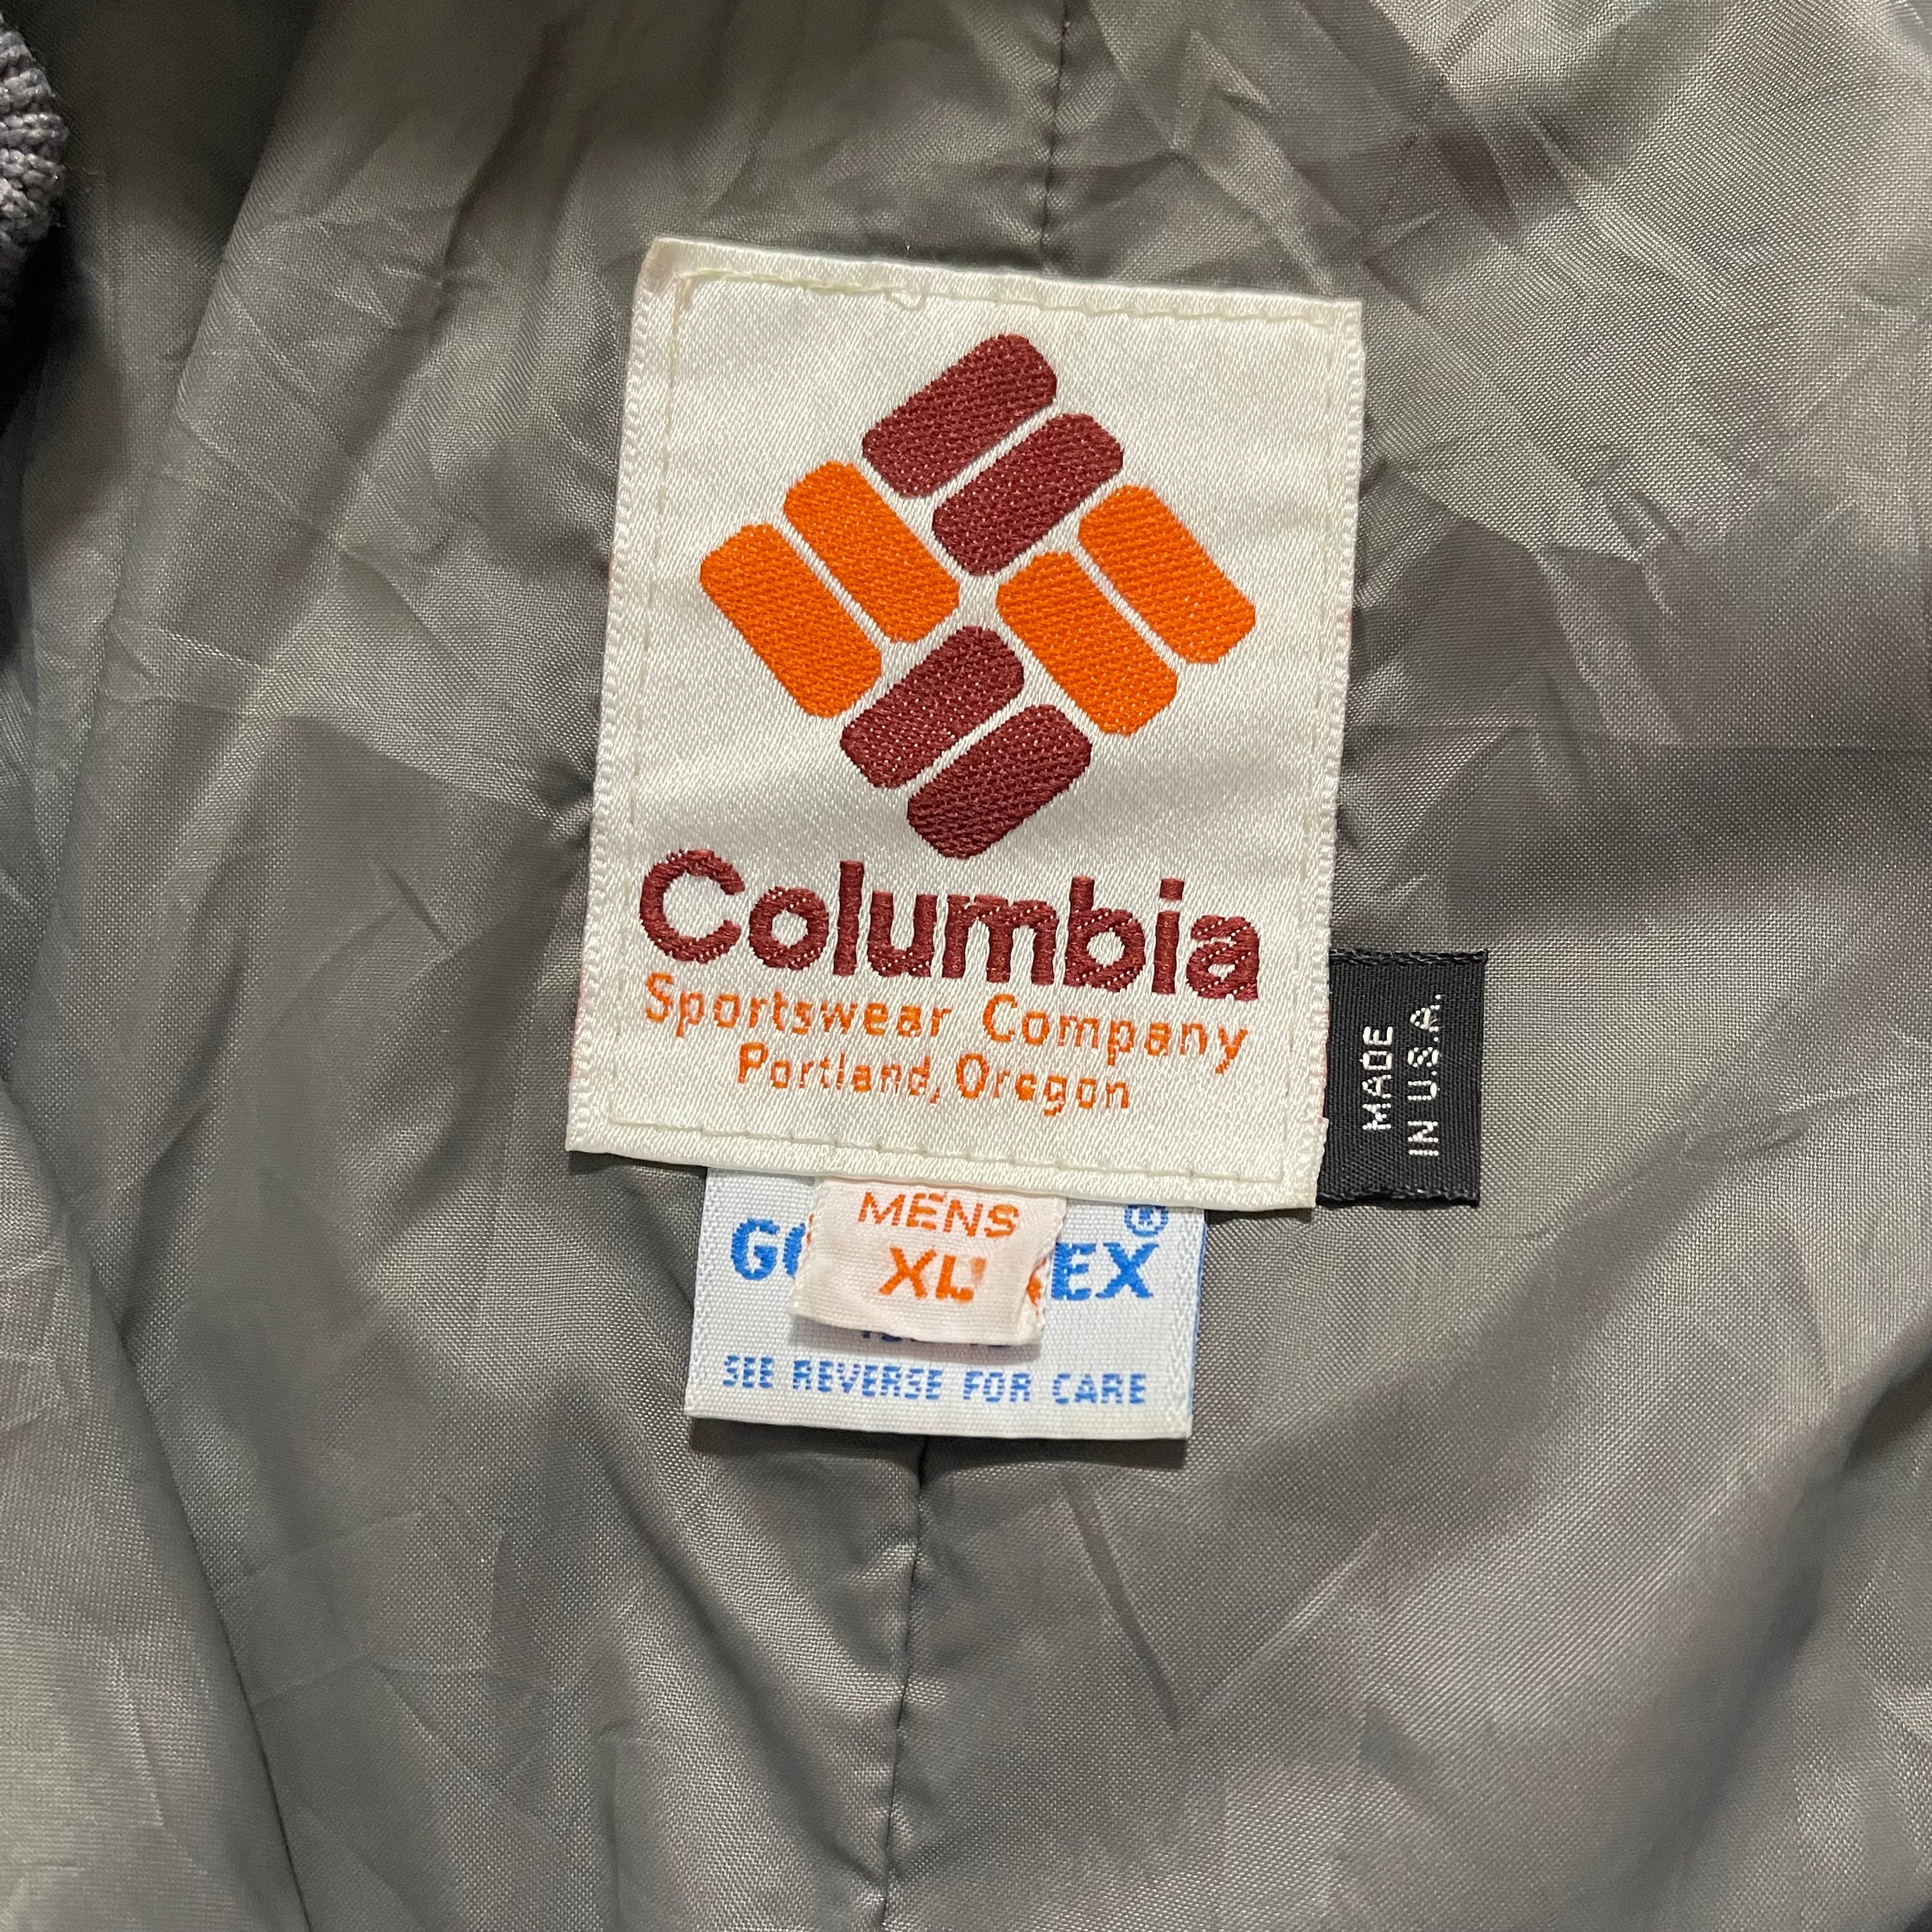 Columbia
Sportswear Company
Portland, Oregon
MADE
IN U.S.A.
MENS
XL
SEE REVERSE FOR CARE